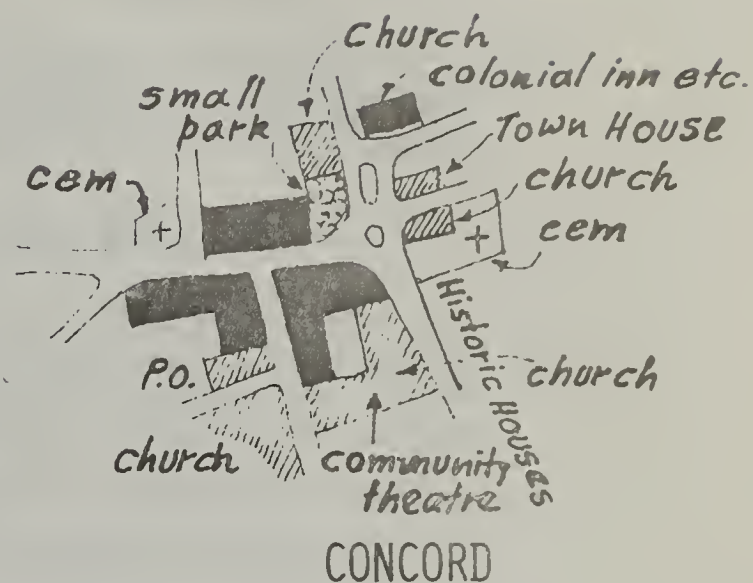 church
colonial inn etc.
small
park
Town House
cem
church
cem
Historic Houses
P.O.
church
church
community
theatre
CONCORD